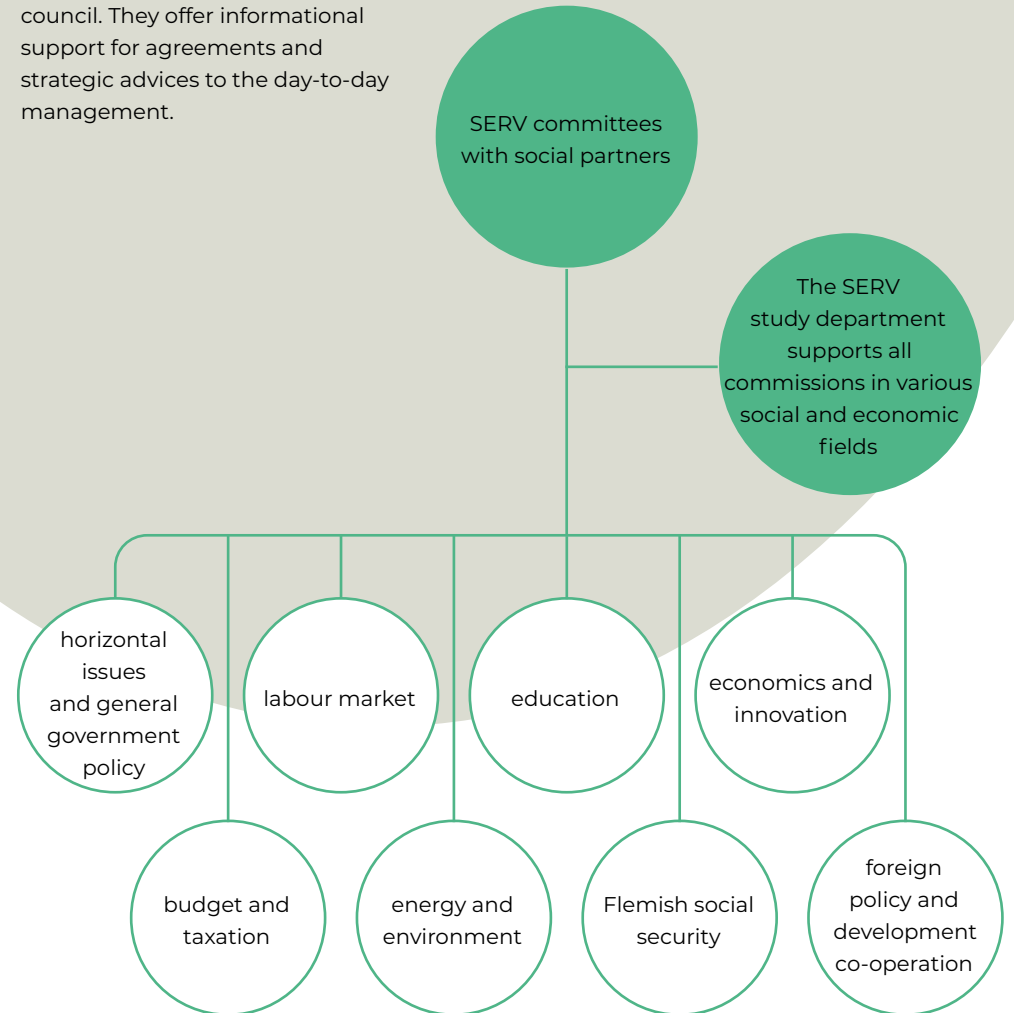 council. They offer informational
support for agreements and
strategic advices to the day-to-day
management.
SERV committees
with social partners
The SERV
study department
supports all
commissions in various
social and economic
fields
horizontal
issues
and general
government
policy
labour market
education
economics and
innovation
budget and
taxation
energy and
environment
Flemish social
security
foreign
policy and
development
co-operation